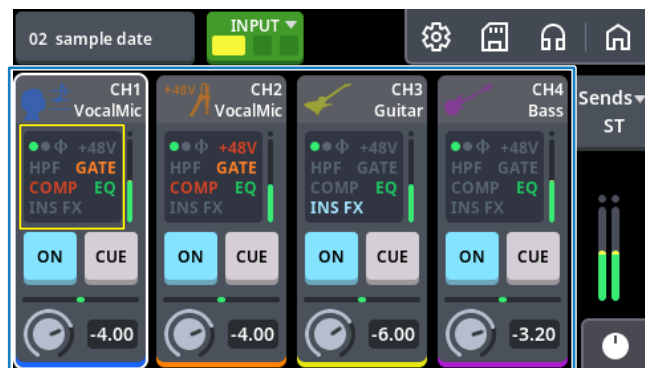 02 sample date
INPUT ▼
CH1
VocalMic
+48V
CH2
VocalMic
CH3
Guitar
CH4
Bass
Sends▾
ST
Φ +48V
HPF GATE
COMP EQ
INS FX
Φ +48V
HPF GATE
COMP EQ
INS FX
Φ +48V
HPF GATE
COMP EQ
INS FX
Φ +48V
HPF GATE
COMP EQ
INS FX
ON CUE
ON CUE
ON CUE
ON CUE
-4.00
-4.00
-6.00
-3.20